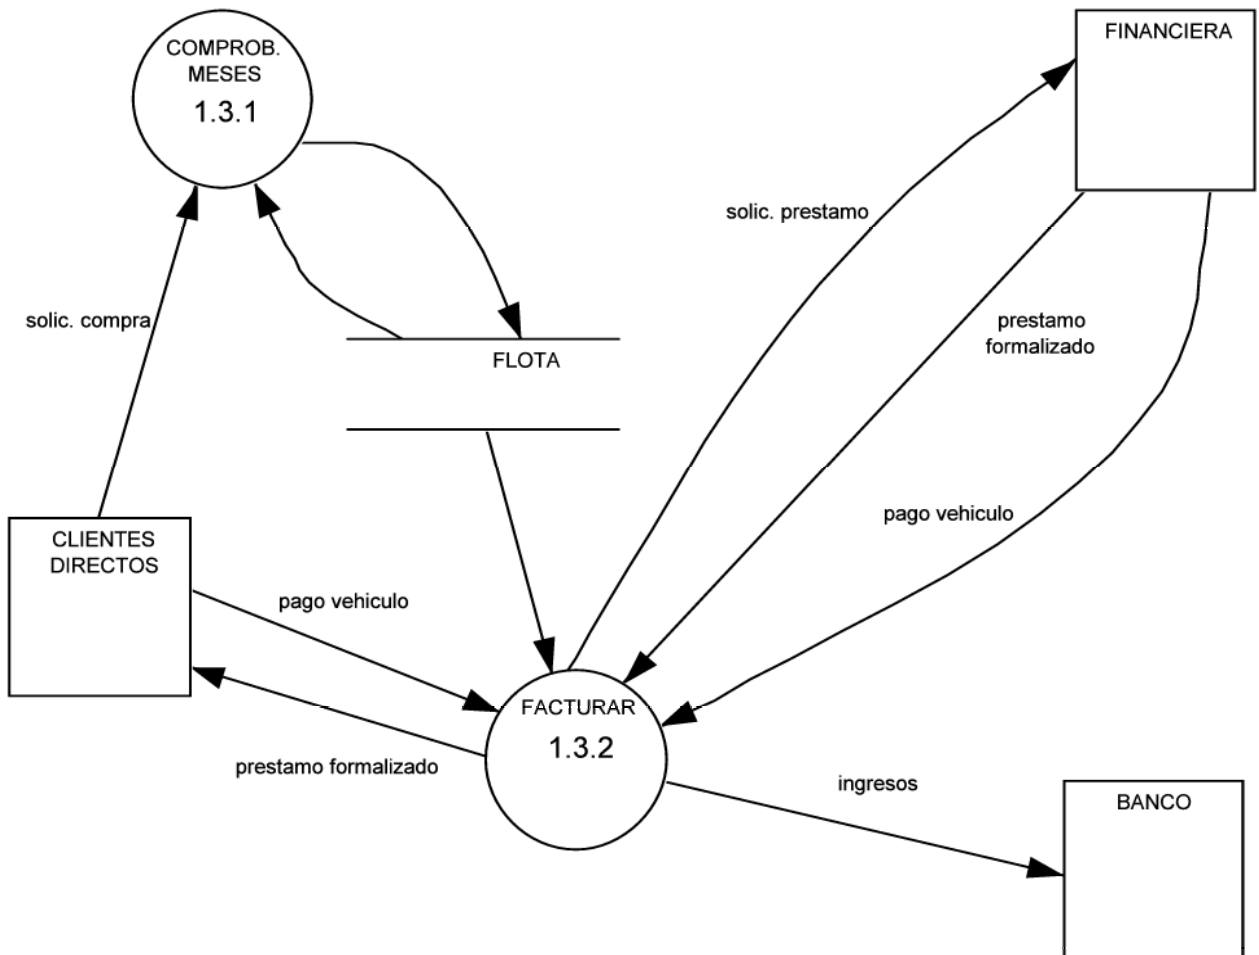 COMPROB.
MESES
1.3.1
FINANCIERA
solic. prestamo
solic. compra
prestamo
formalizado
FLOTA
pago vehiculo
CLIENTES
DIRECTOS
pago vehiculo
FACTURAR
1.3.2
prestamo formalizado
ingresos
BANCO